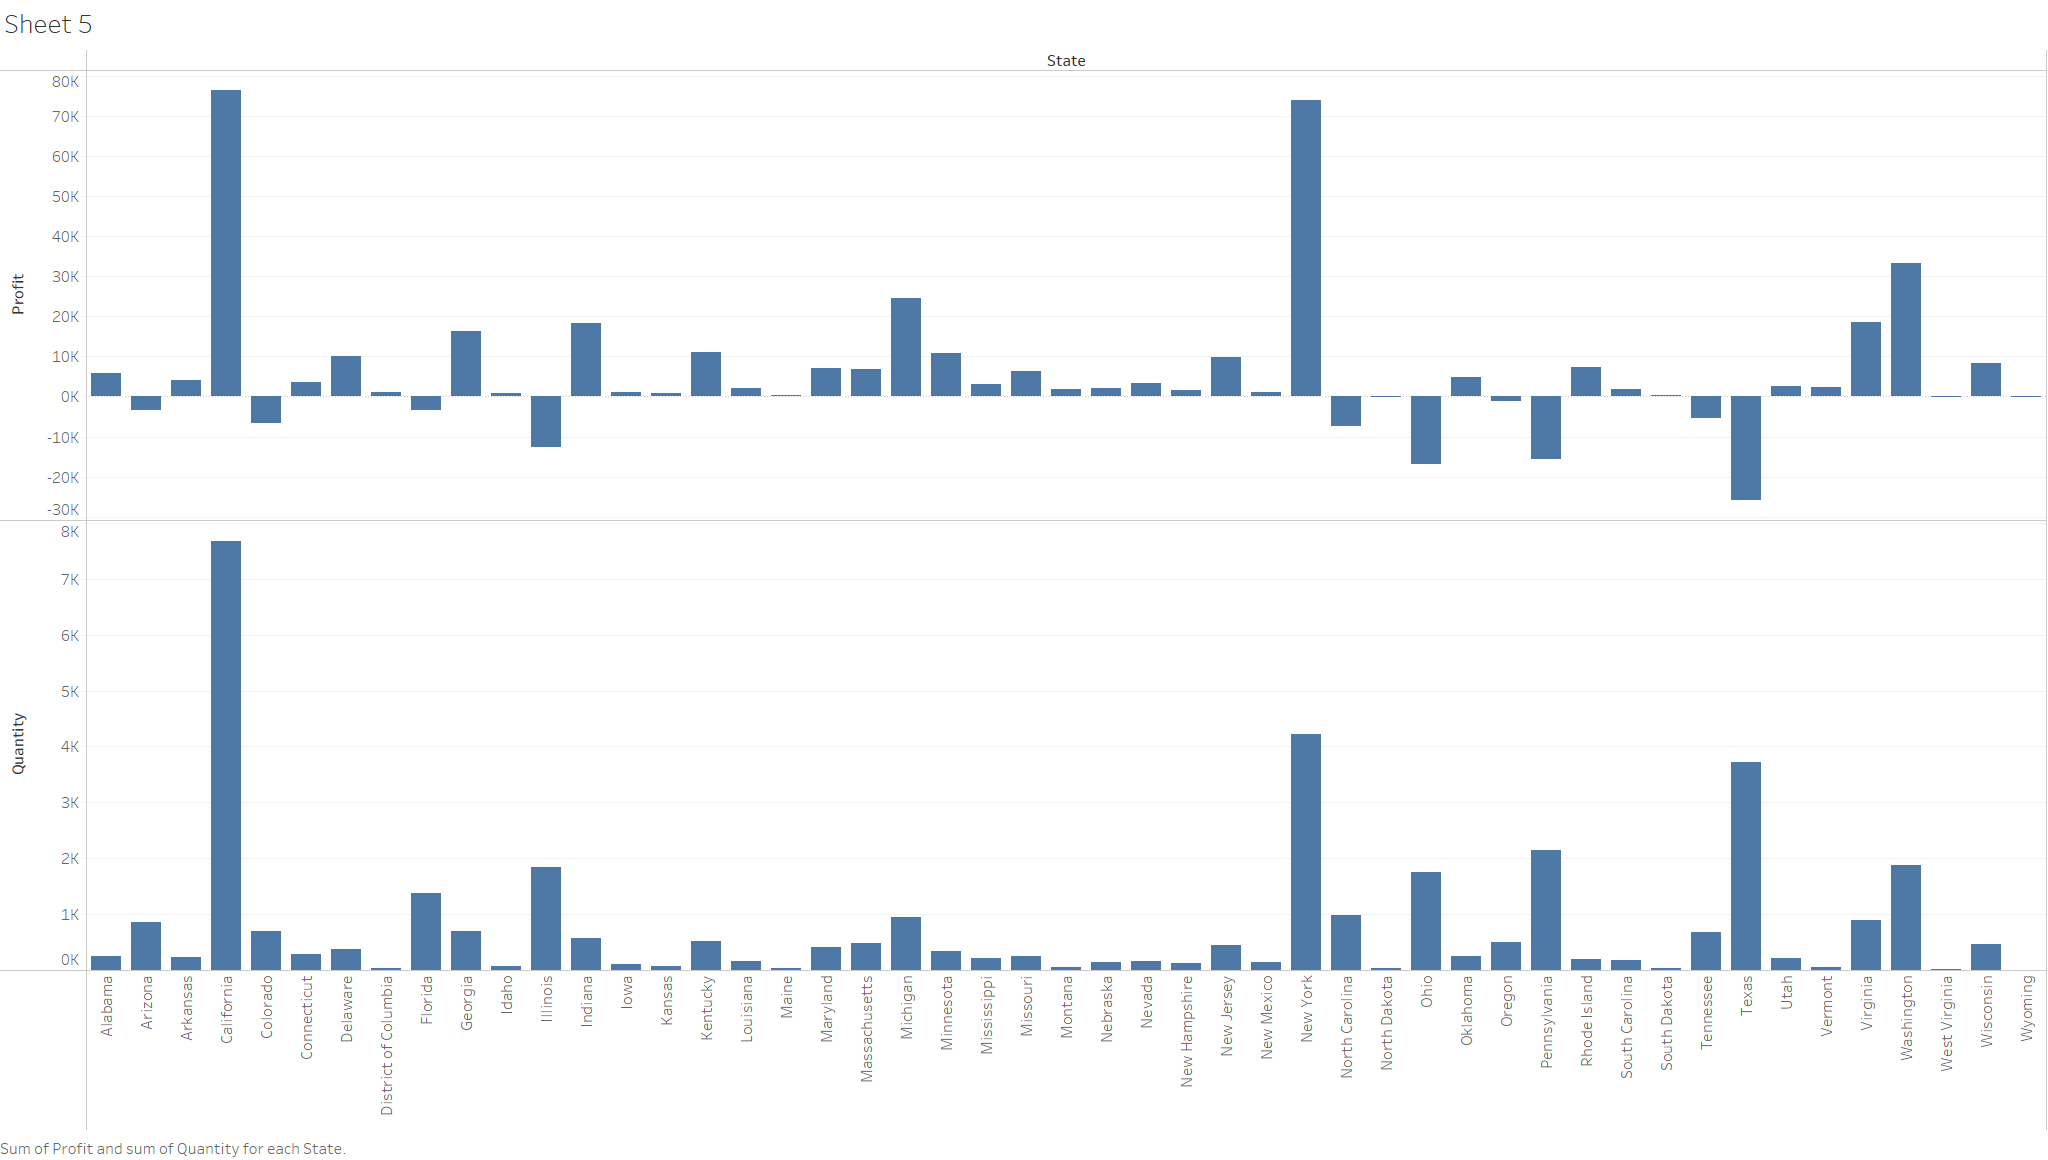 Sheet 5
State
Profit
80K
70K
60K
50K
40K
30K
20K
10K
0K
-10K
-20K
-30K
Quantity
8K
7K
6K
5K
4K
3K
2K
1K
0K
Alabama
Arizona
Arkansas
California
Colorado
Connecticut
Delaware
District of Columbia
Florida
Georgia
Idaho
Illinois
Indiana
Iowa
Kansas
Kentucky
Louisiana
Maine
Maryland
Massachusetts
Michigan
Minnesota
Mississippi
Missouri
Montana
Nebraska
Nevada
New Hampshire
New Jersey
New Mexico
New York
North Carolina
North Dakota
Ohio
Oklahoma
Oregon
Pennsylvania
Rhode Island
South Carolina
South Dakota
Tennessee
Texas
Utah
Vermont
Virginia
Washington
West Virginia
Wisconsin
Wyoming
Sum of Profit and sum of Quantity for each State.